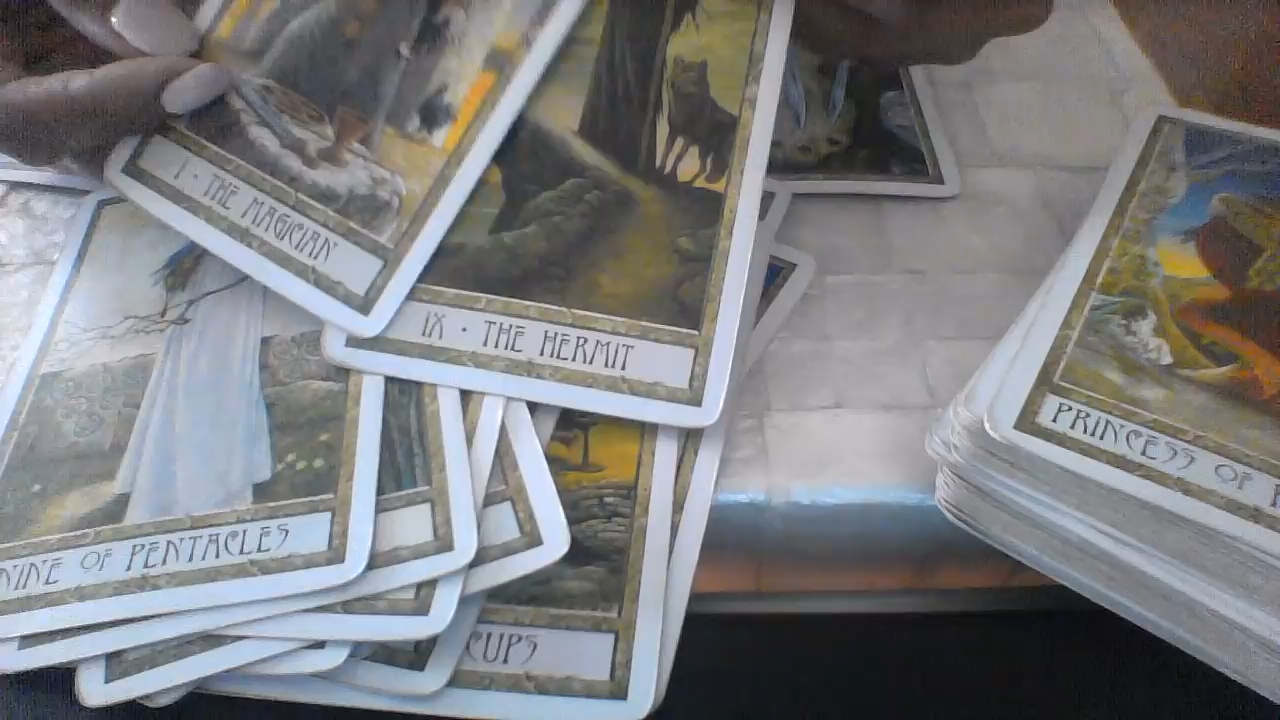 I · THE MAGICIAN
IX · THE HERMIT
NINE OF PENTACLES
CUPS
PRINCESS OF